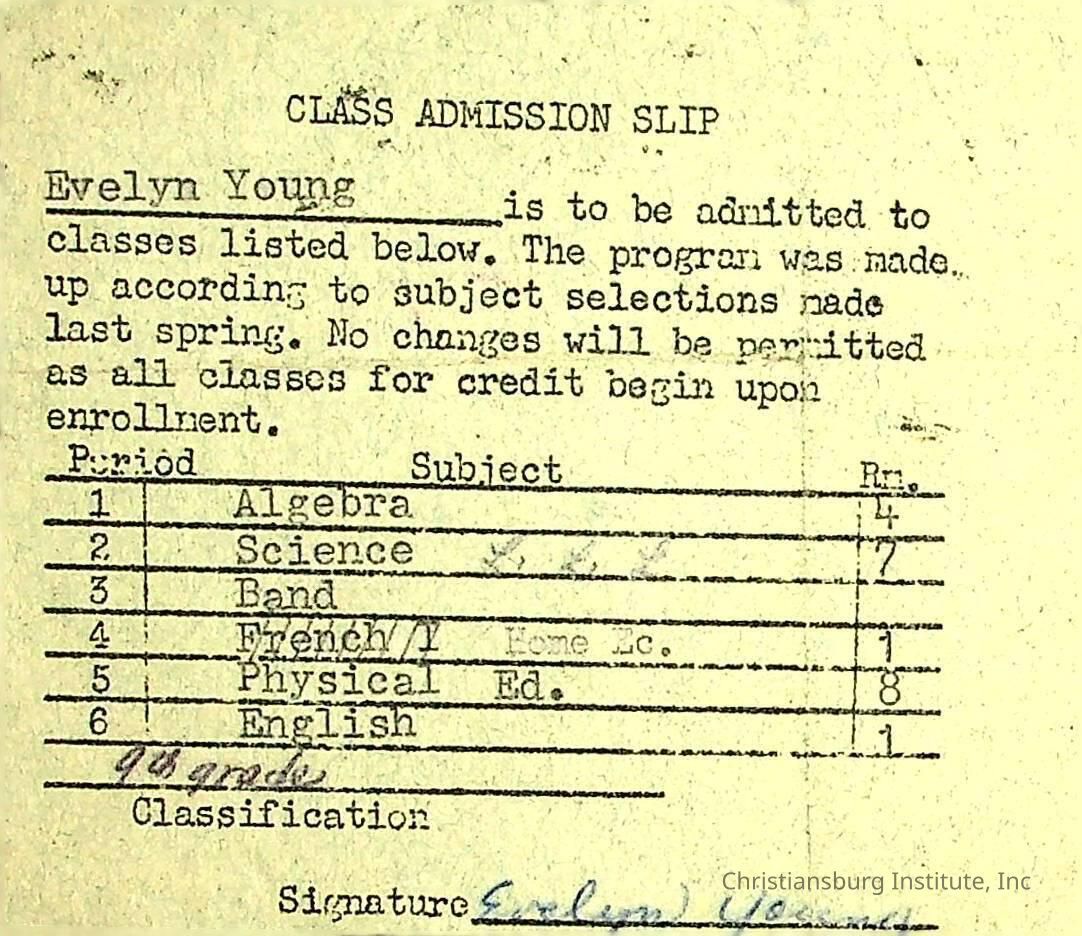 CLASS ADMISSION SLIP
Evelyn Young is to be admitted to
classes listed below. The program was made
up according to subject selections made
last spring. No changes will be permitted
as all classes for credit begin upon
enrollment.
Period Subject Rm.
1 Algebra 4
2 Science 7
3 Band
4 French/I Home Ec. 1
5 Physical Ed. 8
6 English 1
9th grade
Classification
Christiansburg Institute, Inc
Signature Evelyn Young